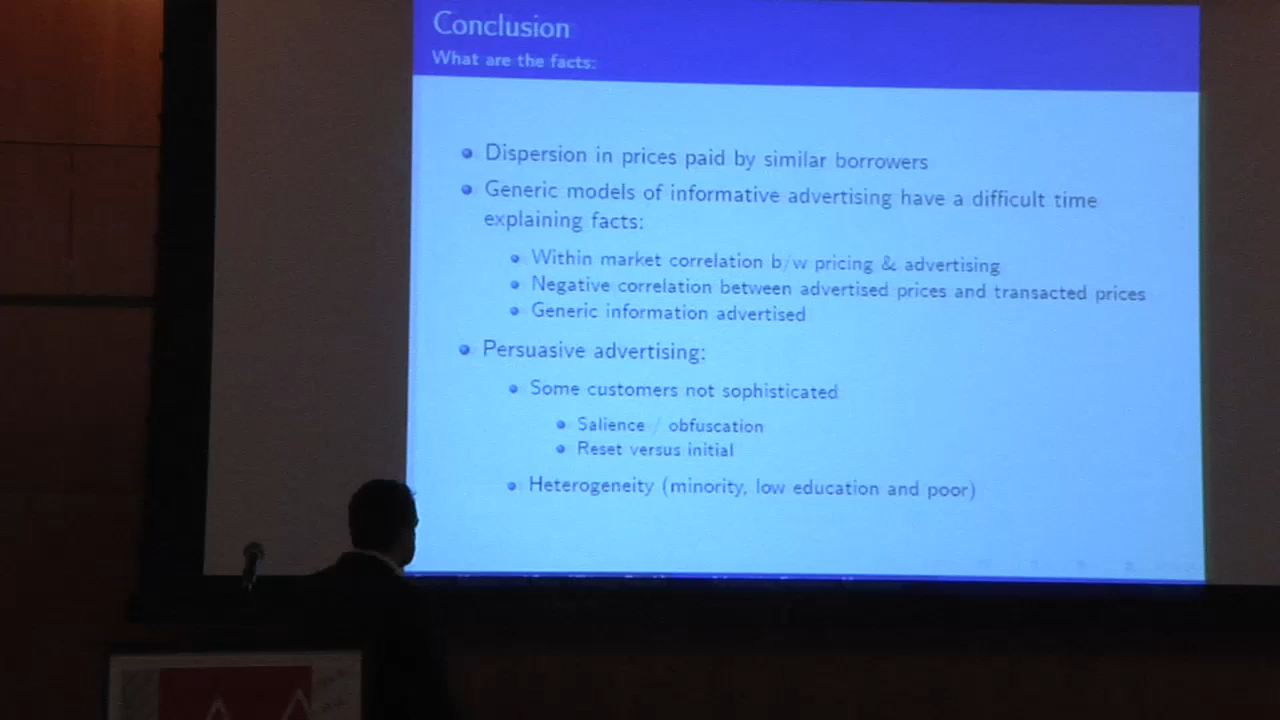 Conclusion
What are the facts:
Dispersion in prices paid by similar borrowers
Generic models of informative advertising have a difficult time
explaining facts:
Within market correlation b/w pricing & advertising
Negative correlation between advertised prices and transacted prices
Generic information advertised
Persuasive advertising:
Some customers not sophisticated
Salience / obfuscation
Reset versus initial
Heterogeneity (minority, low education and poor)